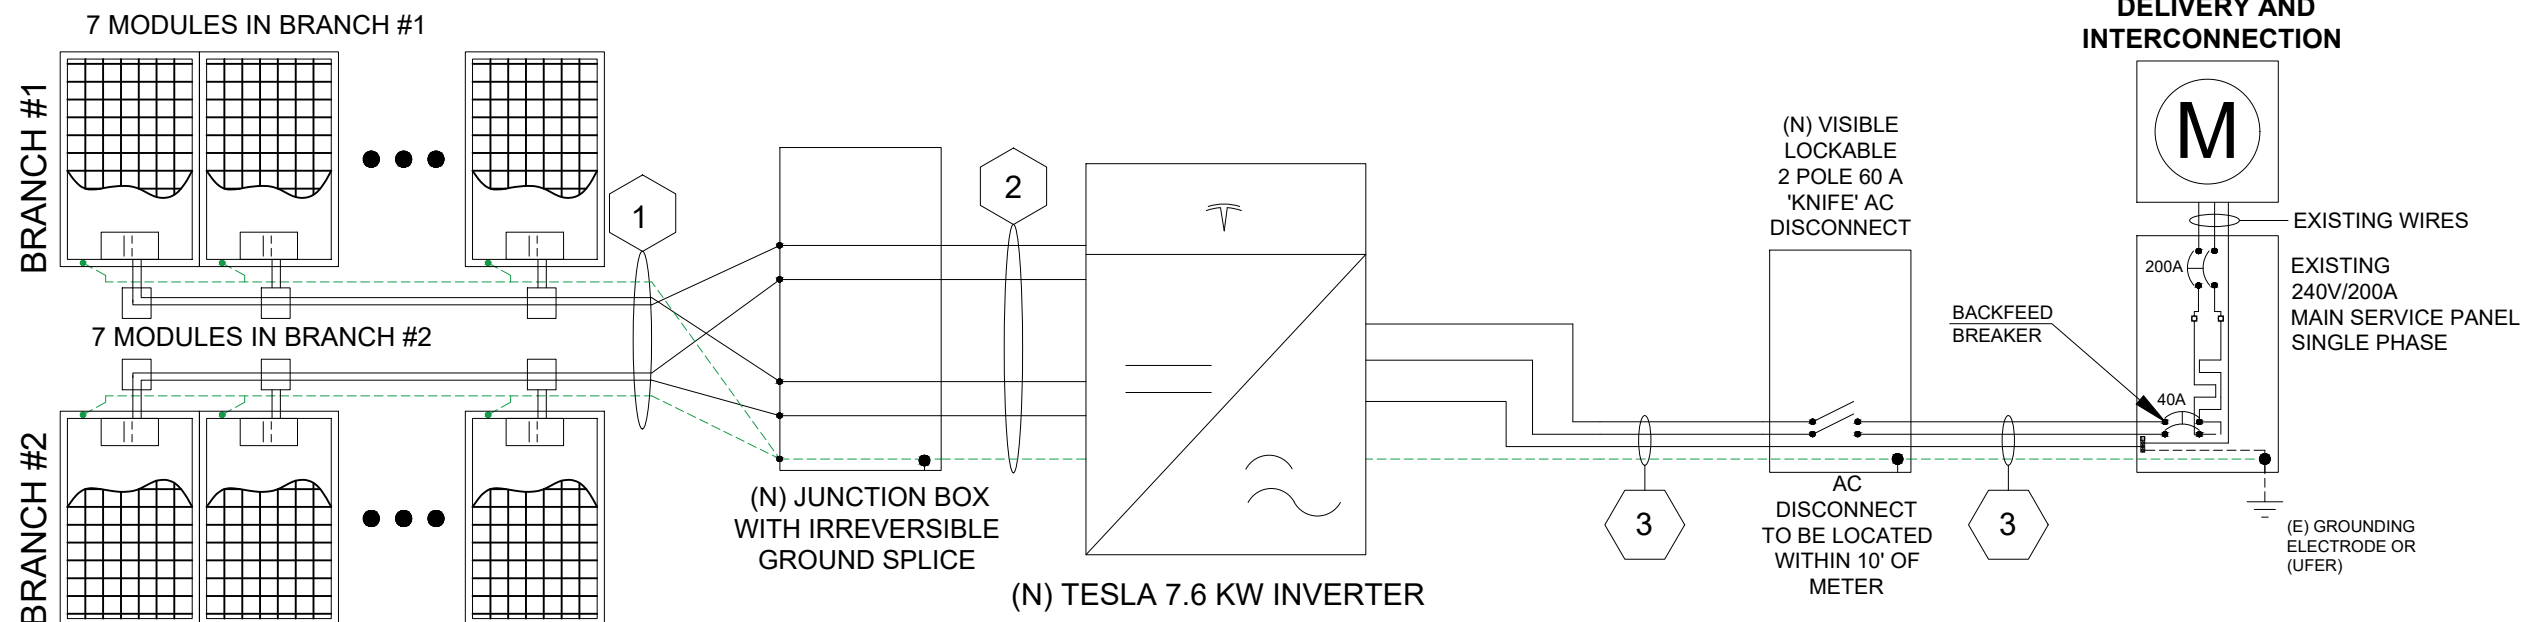 7 MODULES IN BRANCH #1
BRANCH #1
1
7 MODULES IN BRANCH #2
BRANCH #2
(N) JUNCTION BOX
WITH IRREVERSIBLE
GROUND SPLICE
2
(N) TESLA 7.6 KW INVERTER
3
(N) VISIBLE
LOCKABLE
2 POLE 60 A
'KNIFE' AC
DISCONNECT
AC
DISCONNECT
TO BE LOCATED
WITHIN 10' OF
METER
3
BACKFEED
BREAKER
DELIVERY AND
INTERCONNECTION
M
EXISTING WIRES
200A
EXISTING
240V/200A
MAIN SERVICE PANEL
SINGLE PHASE
40A
(E) GROUNDING
ELECTRODE OR
(UFER)